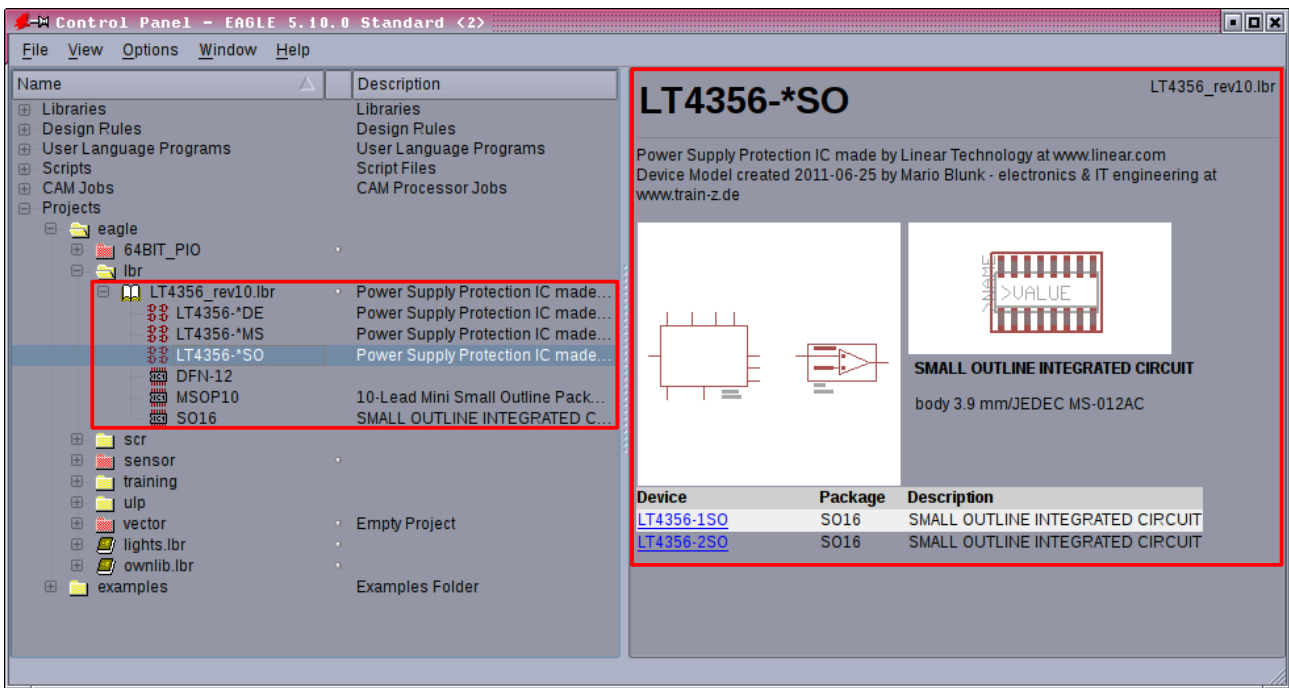 Control Panel - EAGLE 5.10.0 Standard <2>
File View Options Window Help
Name Description
Libraries Libraries
Design Rules Design Rules
User Language Programs User Language Programs
Scripts Script Files
CAM Jobs CAM Processor Jobs
Projects
eagle
64BIT_PIO
lbr
LT4356_rev10.lbr Power Supply Protection IC made...
LT4356-*DE Power Supply Protection IC made...
LT4356-*MS Power Supply Protection IC made...
LT4356-*SO Power Supply Protection IC made...
DFN-12
MSOP10 10-Lead Mini Small Outline Pack...
SO16 SMALL OUTLINE INTEGRATED C...
scr
sensor
training
ulp
vector Empty Project
lights.lbr
ownlib.lbr
examples Examples Folder
LT4356_rev10.lbr
LT4356-*SO
Power Supply Protection IC made by Linear Technology at www.linear.com
Device Model created 2011-06-25 by Mario Blunk - electronics & IT engineering at
www.train-z.de
>NAME
>VALUE
SMALL OUTLINE INTEGRATED CIRCUIT
body 3.9 mm/JEDEC MS-012AC
Device Package Description
LT4356-1SO SO16 SMALL OUTLINE INTEGRATED CIRCUIT
LT4356-2SO SO16 SMALL OUTLINE INTEGRATED CIRCUIT